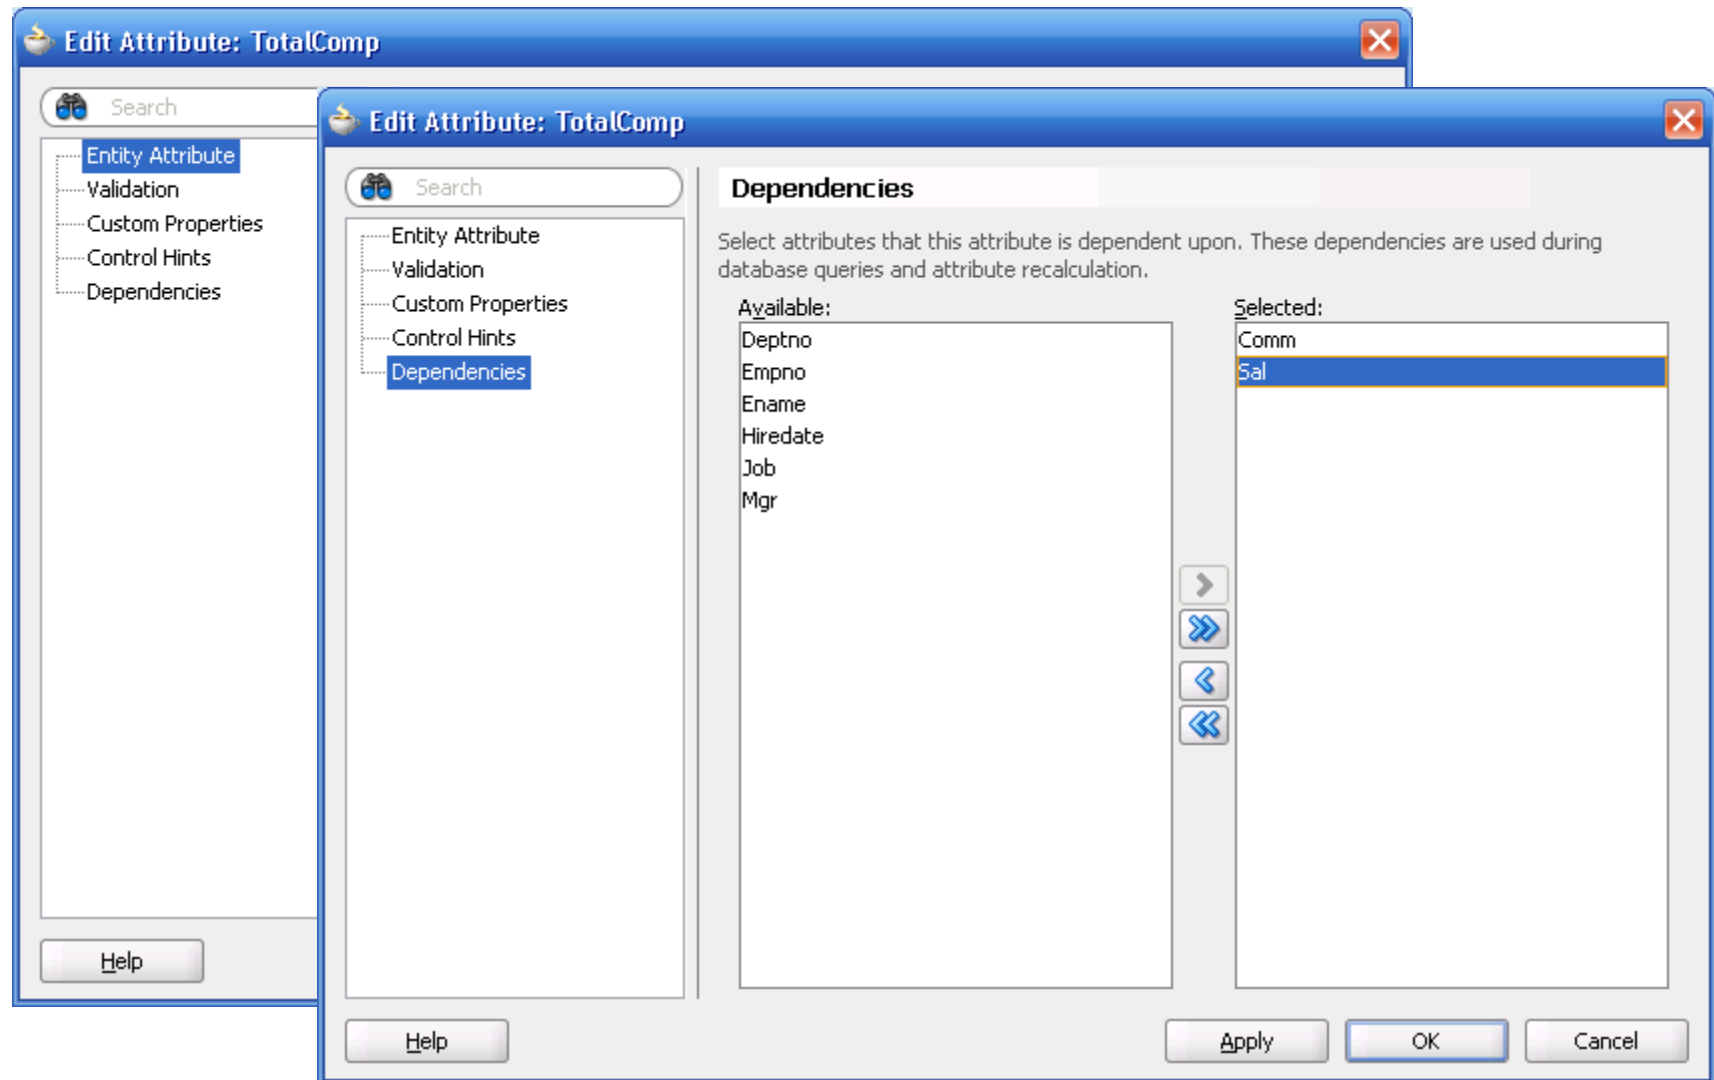 Edit Attribute: TotalComp
Search
Entity Attribute
Validation
Custom Properties
Control Hints
Dependencies
Help
Edit Attribute: TotalComp
Search
Entity Attribute
Validation
Custom Properties
Control Hints
Dependencies
Dependencies
Select attributes that this attribute is dependent upon. These dependencies are used during
database queries and attribute recalculation.
Available:
Deptno
Empno
Ename
Hiredate
Job
Mgr
Selected:
Comm
Sal
Help
Apply
OK
Cancel